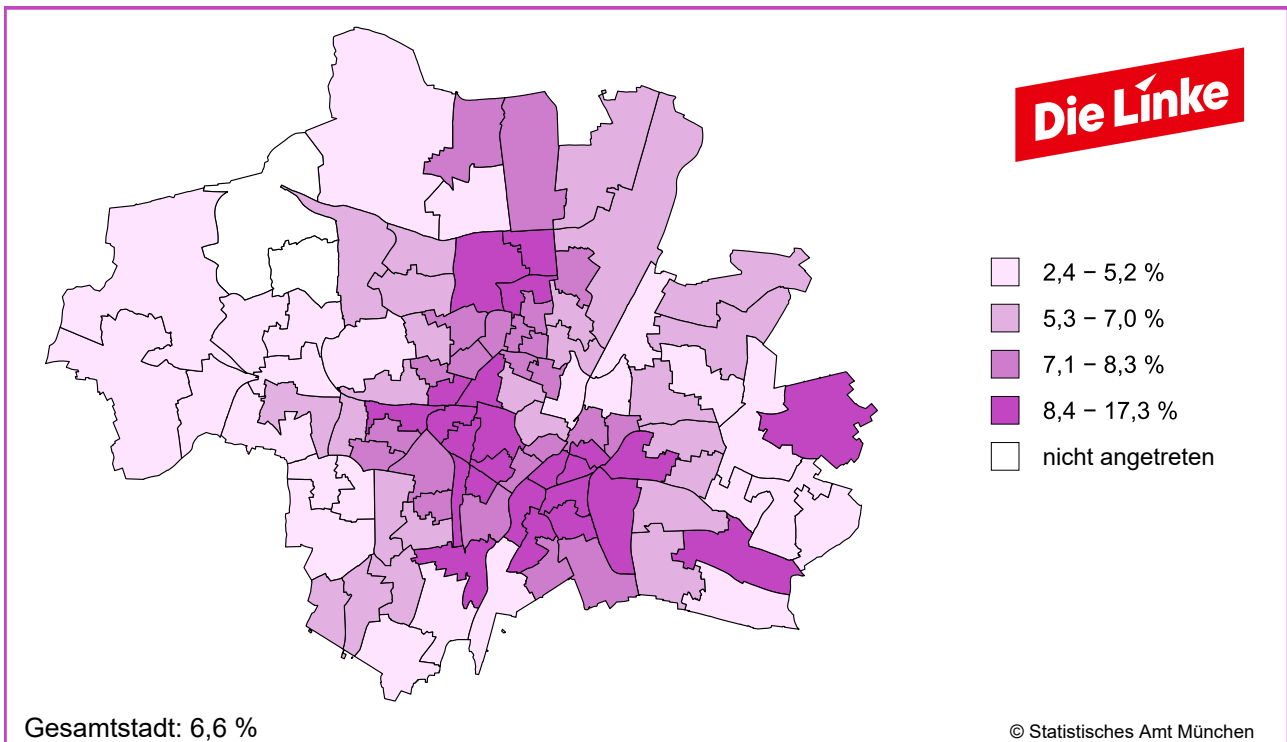 Die Linke
2,4 – 5,2 %
5,3 – 7,0 %
7,1 – 8,3 %
8,4 – 17,3 %
nicht angetreten
Gesamtstadt: 6,6 %
© Statistisches Amt München